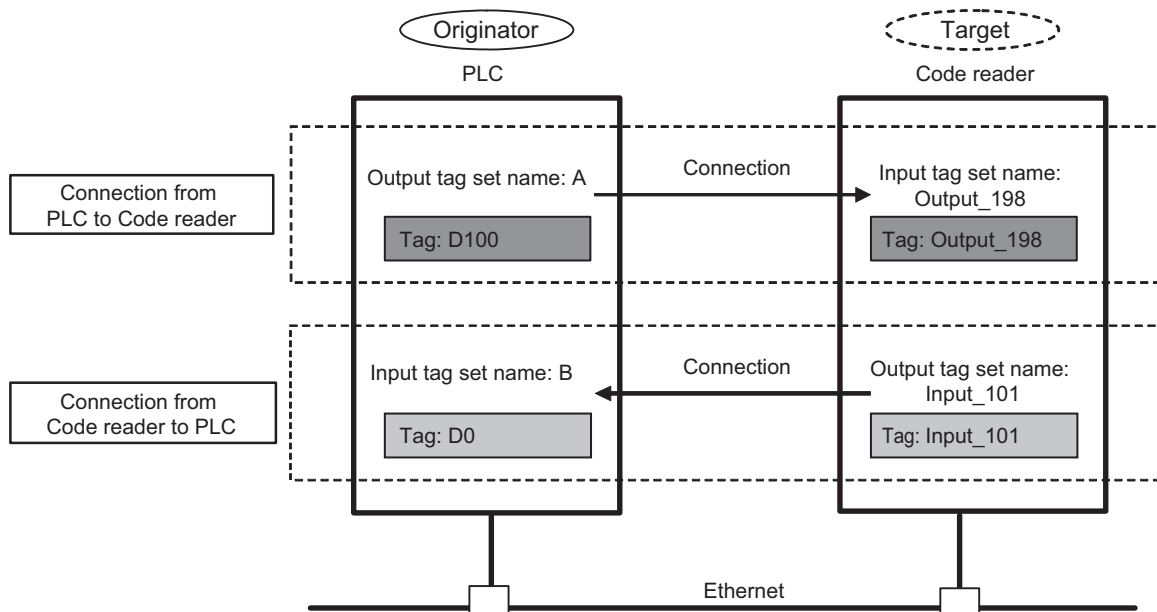 Originator
Target
PLC
Code reader
Connection from
PLC to Code reader
Output tag set name: A
Connection
Input tag set name:
Output_198
Tag: D100
Tag: Output_198
Connection from
Code reader to PLC
Input tag set name: B
Connection
Output tag set name:
Input_101
Tag: D0
Tag: Input_101
Ethernet